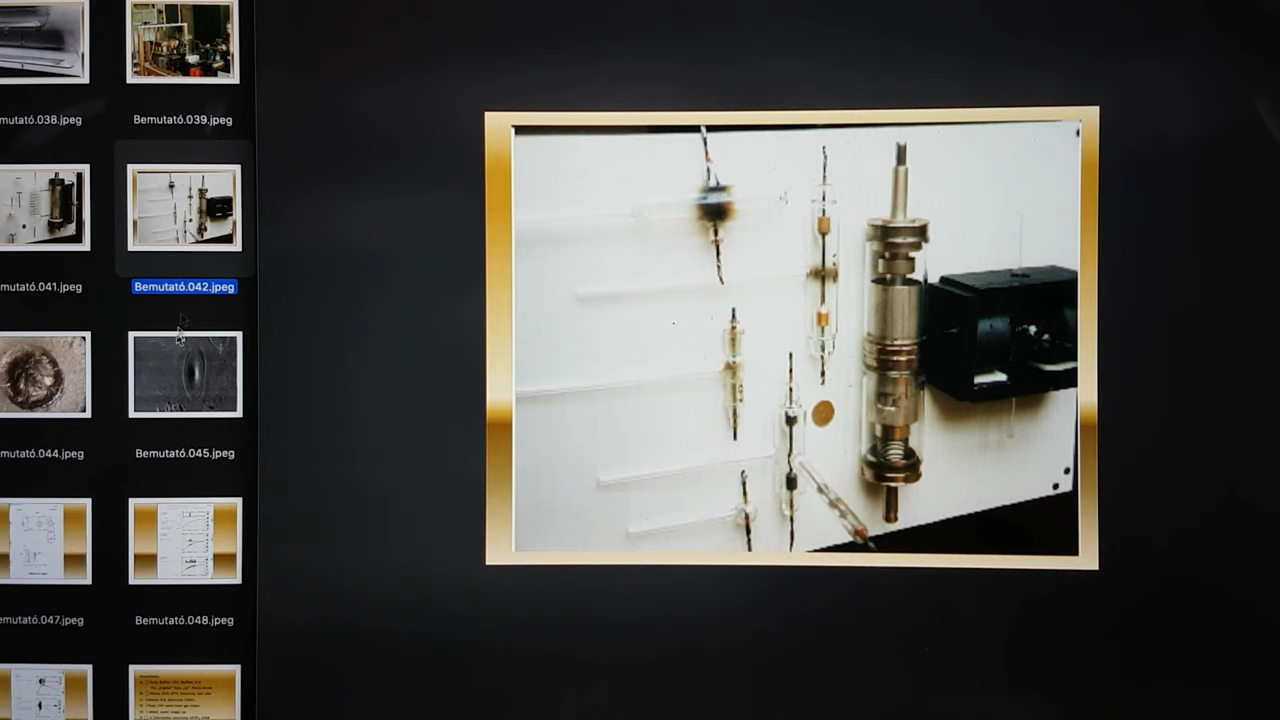 mutató.038.jpeg
Bemutató.039.jpeg
mutató.041.jpeg
Bemutató.042.jpeg
mutató.044.jpeg
Bemutató.045.jpeg
emutató.047.jpeg
Bemutató.048.jpeg